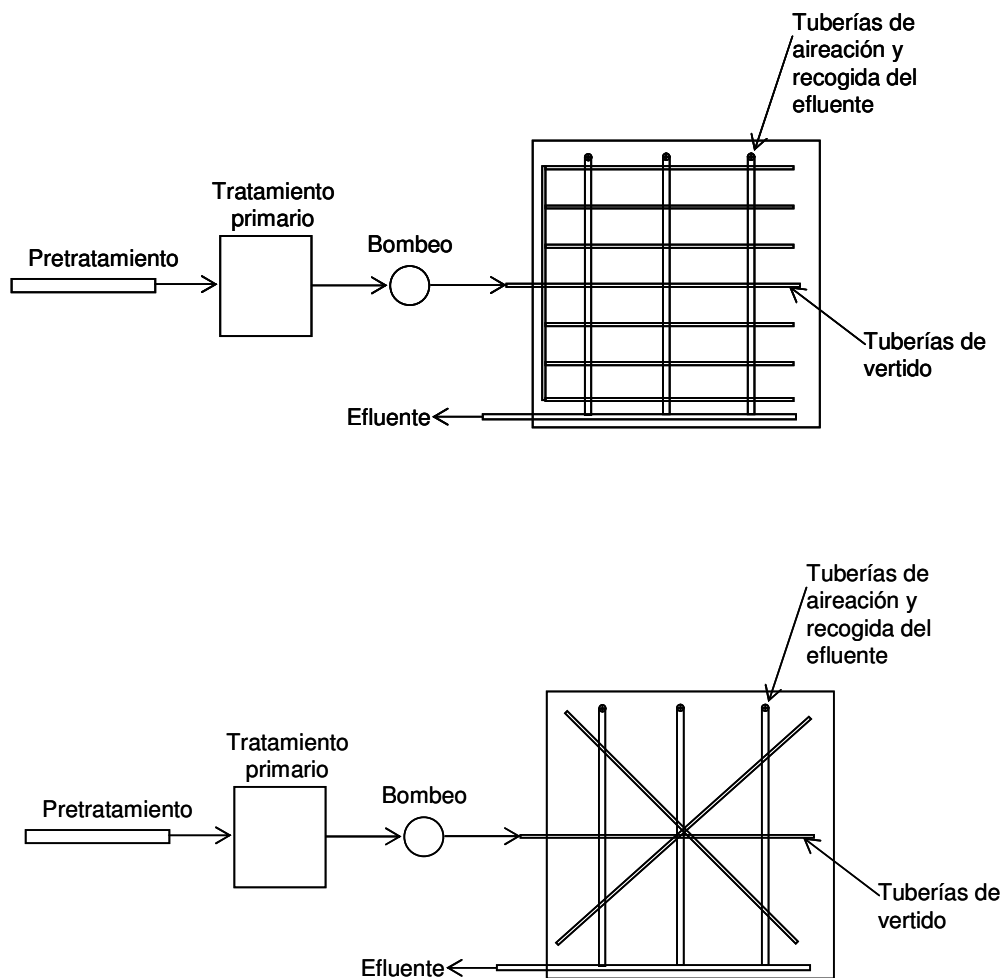 Tuberías de
aireación y
recogida del
efluente
Tratamiento
primario
Bombeo
Pretratamiento
Tuberías de
vertido
Efluente
Tuberías de
aireación y
recogida del
efluente
Tratamiento
primario
Bombeo
Pretratamiento
Tuberías de
vertido
Efluente